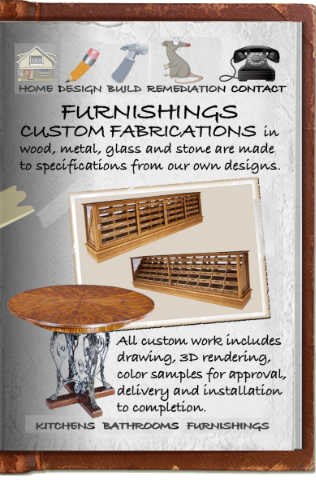 HOME DESIGN BUILD REMEDIATION CONTACT
FURNISHINGS
CUSTOM FABRICATIONS in
wood, metal, glass and stone are made
to specifications from our own designs.
All custom work includes
drawing, 3D rendering,
color samples for approval,
delivery and installation
to completion.
KITCHENS BATHROOMS FURNISHINGS